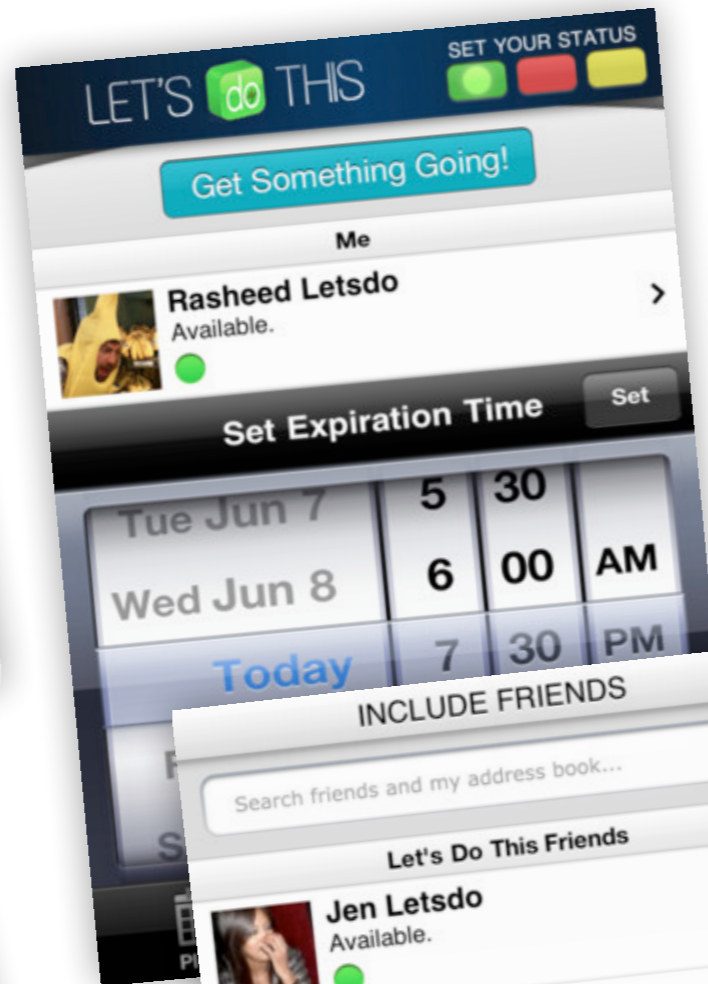 SET YOUR STATUS
LET'S do THIS
Get Something Going!
Me
Rasheed Letsdo
Available.
Set Expiration Time
Set
Tue Jun 7
5
30
Wed Jun 8
6
00
AM
Today
7
30
PM
INCLUDE FRIENDS
Search friends and my address book...
Let's Do This Friends
Jen Letsdo
Available.